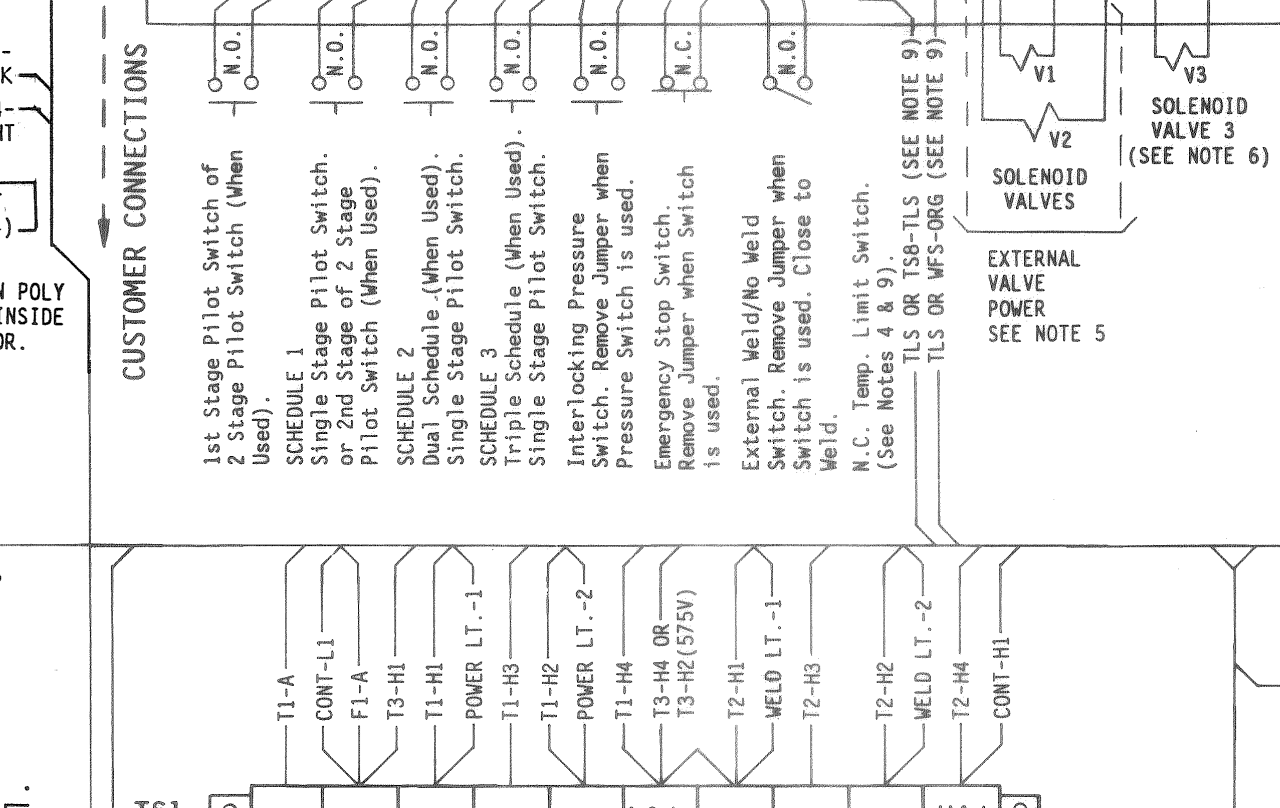 CUSTOMER CONNECTIONS
N.O.
N.O.
N.O.
N.O.
N.O.
N.C.
N.O.
1st Stage Pilot Switch of
2 Stage Pilot Switch (When
Used).
SCHEDULE 1
Single Stage Pilot Switch.
or 2nd Stage of 2 Stage
Pilot Switch (When Used).
SCHEDULE 2
Dual Schedule (When Used).
Single Stage Pilot Switch.
SCHEDULE 3
Triple Schedule (When Used).
Single Stage Pilot Switch.
Interlocking Pressure
Switch. Remove Jumper when
Pressure Switch is used.
Emergency Stop Switch.
Remove Jumper when Switch
is used.
External Weld/No Weld
Switch. Remove Jumper when
Switch is used. Close to
Weld.
N.C. Temp. Limit Switch.
(See Notes 4 & 9).
TLS OR TS8-TLS (SEE NOTE 9)
TLS OR WFS-ORG (SEE NOTE 9)
V1
V2
SOLENOID
VALVES
EXTERNAL
VALVE
POWER
SEE NOTE 5
V3
SOLENOID
VALVE 3
(SEE NOTE 6)
K
HT
N POLY
INSIDE
OR.
T1-A
CONT-L1
F1-A
T3-H1
T1-H1
POWER LT.-1
T1-H3
T1-H2
POWER LT.-2
T1-H4
T3-H4 OR
T3-H2(575V)
T2-H1
WELD LT.-1
T2-H3
T2-H2
WELD LT.-2
T2-H4
CONT-H1
TS1